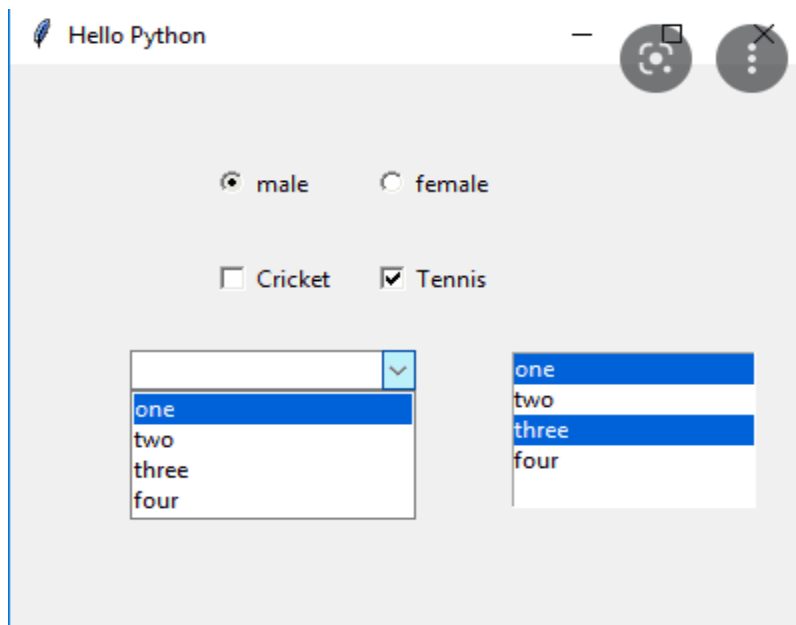 Hello Python
male female
Cricket Tennis
one
two
three
four
one
two
three
four